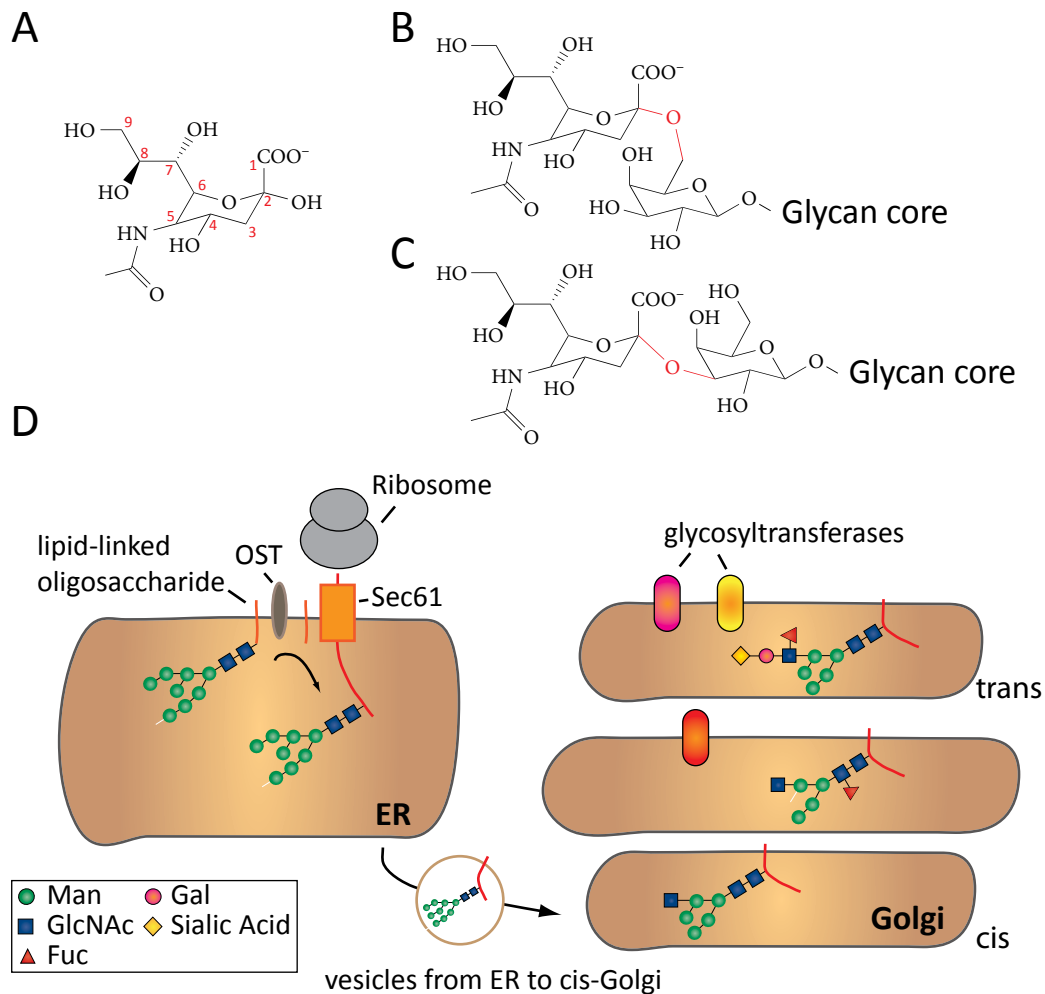 A
HO
OH
9
8
7
HO
1
COO⁻
6
O
2
OH
5
4
3
HN
HO
O
B
HO
OH
COO⁻
HO
O
O
HN
HO
HO
O
O
HO
HO
O
Glycan core
C
HO
OH
COO⁻
HO
OH
HO
O
O
O
O
HN
HO
HO
O
Glycan core
D
Ribosome
lipid-linked
oligosaccharide
OST
Sec61
ER
glycosyltransferases
trans
Golgi
cis
Man
Gal
GlcNAc
Sialic Acid
Fuc
vesicles from ER to cis-Golgi